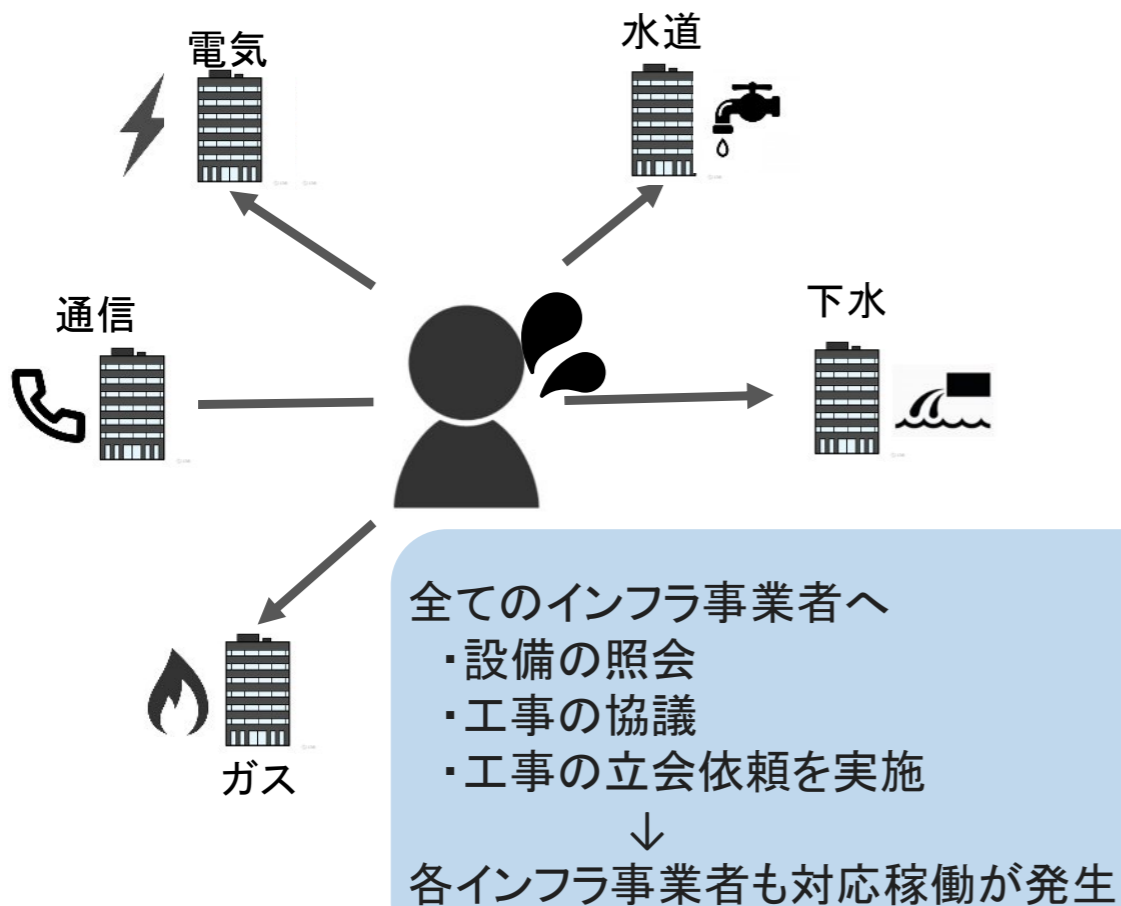 電気
水道
通信
下水
ガス
全てのインフラ事業者へ
・設備の照会
・工事の協議
・工事の立会依頼を実施
↓
各インフラ事業者も対応稼働が発生